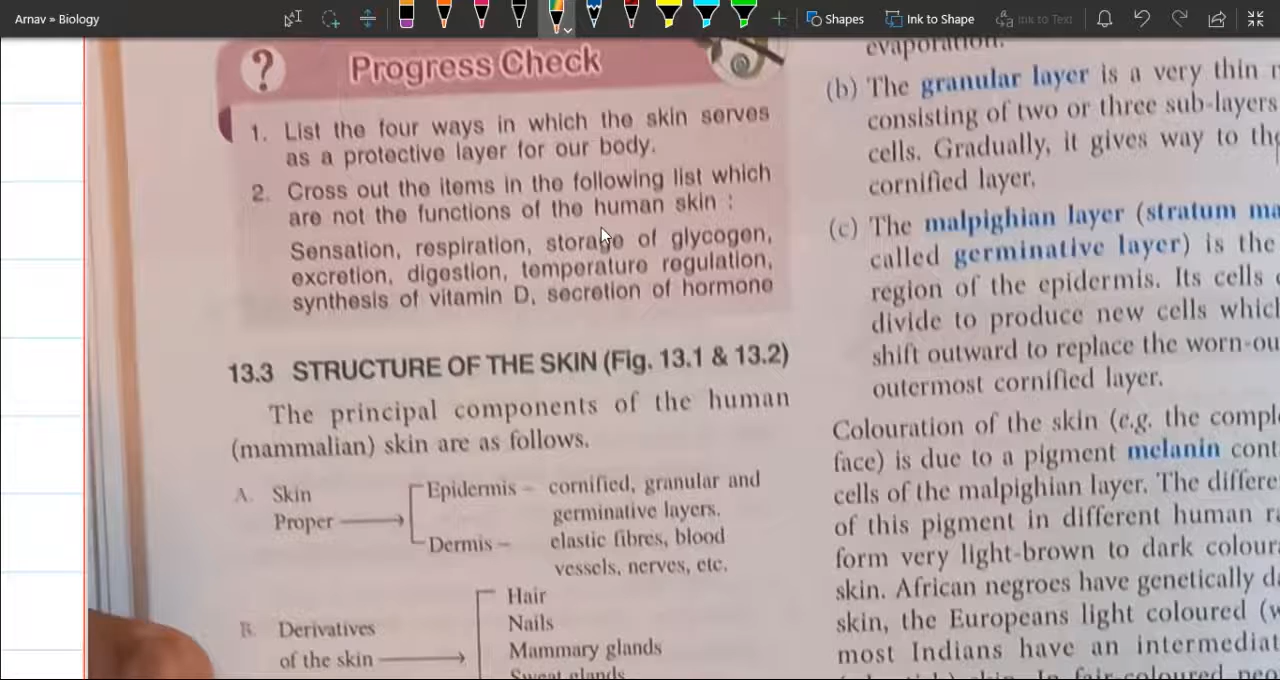 Arnav » Biology
Shapes
Ink to Shape
Ink to Text
?
Progress Check
1. List the four ways in which the skin serves
as a protective layer for our body.
2. Cross out the items in the following list which
are not the functions of the human skin :
Sensation, respiration, storage of glycogen,
excretion, digestion, temperature regulation,
synthesis of vitamin D, secretion of hormone
13.3 STRUCTURE OF THE SKIN (Fig. 13.1 & 13.2)
The principal components of the human
(mammalian) skin are as follows.
A. Skin
Proper
Epidermis – cornified, granular and
germinative layers.
Dermis – elastic fibres, blood
vessels, nerves, etc.
B. Derivatives
of the skin
Hair
Nails
Mammary glands
Sweat glands
evaporation.
(b) The granular layer is a very thin
consisting of two or three sub-layers
cells. Gradually, it gives way to
cornified layer.
(c) The malpighian layer (stratum
called germinative layer) is the
region of the epidermis. Its cells
divide to produce new cells
shift outward to replace the
outermost cornified layer.
Colouration of the skin (e.g. the
face) is due to a pigment melanin
cells of the malpighian layer. The
of this pigment in different human
form very light-brown to dark
skin. African negroes have genetically
skin, the Europeans light coloured
most Indians have an
skin. In fair-coloured